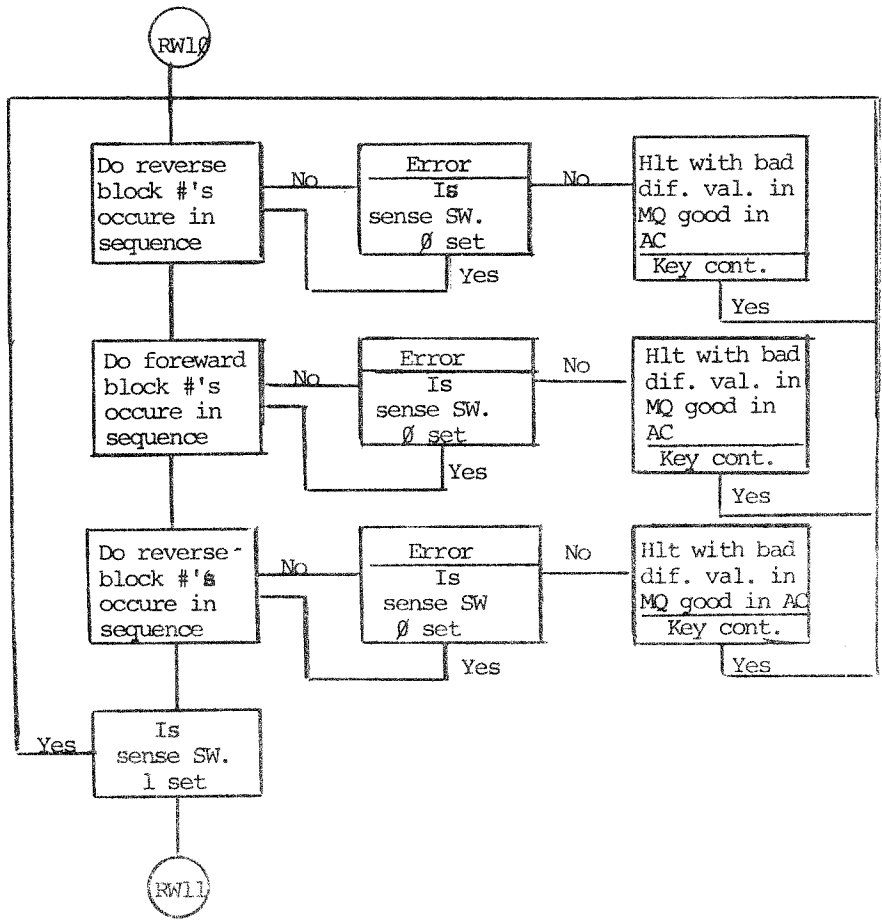 RW1Ø
Do reverse
block #'s
occure in
sequence
No
Error
Is
sense SW.
Ø set
Yes
No
Hlt with bad
dif. val. in
MQ good in
AC
Key cont.
Yes
Do foreward
block #'s
occure in
sequence
No
Error
Is
sense SW.
Ø set
Yes
No
Hlt with bad
dif. val. in
MQ good in
AC
Key cont.
Yes
Do reverse
block #'s
occure in
sequence
No
Error
Is
sense SW
Ø set
Yes
No
Hlt with bad
dif. val. in
MQ good in AC
Key cont.
Yes
Is
sense SW.
1 set
Yes
RW11